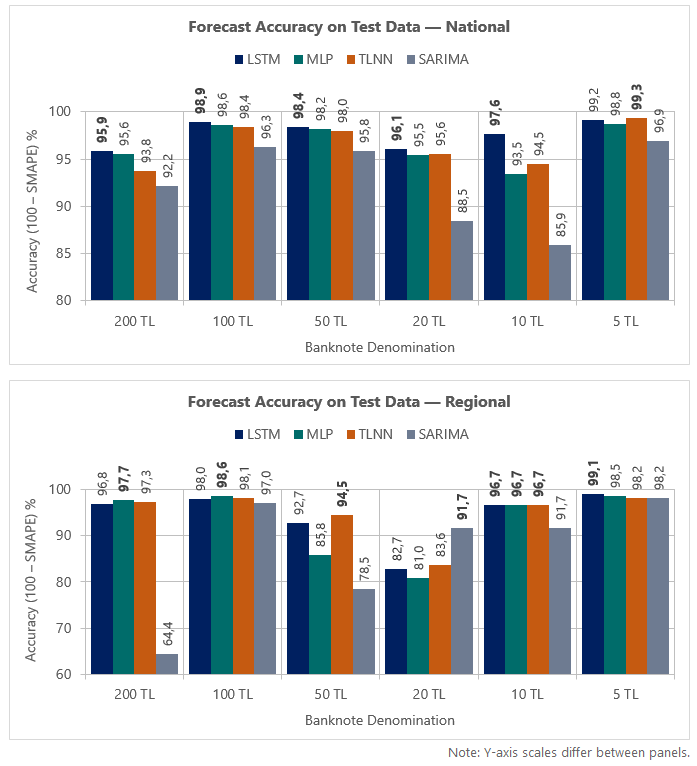 Forecast Accuracy on Test Data — National
LSTM MLP TLNN SARIMA
Accuracy (100 – SMAPE) %
100
95
90
85
80
95,9 95,6 93,8 92,2
98,9 98,6 98,4 96,3
98,4 98,2 98,0 95,8
96,1 95,5 95,6 88,5
97,6 93,5 94,5 85,9
99,2 98,8 99,3 96,9
200 TL 100 TL 50 TL 20 TL 10 TL 5 TL
Banknote Denomination
Forecast Accuracy on Test Data — Regional
LSTM MLP TLNN SARIMA
Accuracy (100 – SMAPE) %
100
90
80
70
60
96,8 97,7 97,3 64,4
98,0 98,6 98,1 97,0
92,7 85,8 94,5 78,5
82,7 81,0 83,6 91,7
96,7 96,7 96,7 91,7
99,1 98,5 98,2 98,2
200 TL 100 TL 50 TL 20 TL 10 TL 5 TL
Banknote Denomination
Note: Y-axis scales differ between panels.